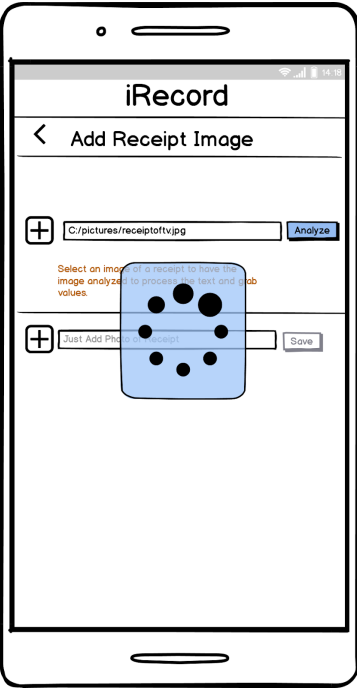 14:18
iRecord
Add Receipt Image
C:/pictures/receiptoftv.jpg
Analyze
Select an image of a receipt to have the
image analyzed to process the text and grab
values.
Just Add Photo of Receipt
Save